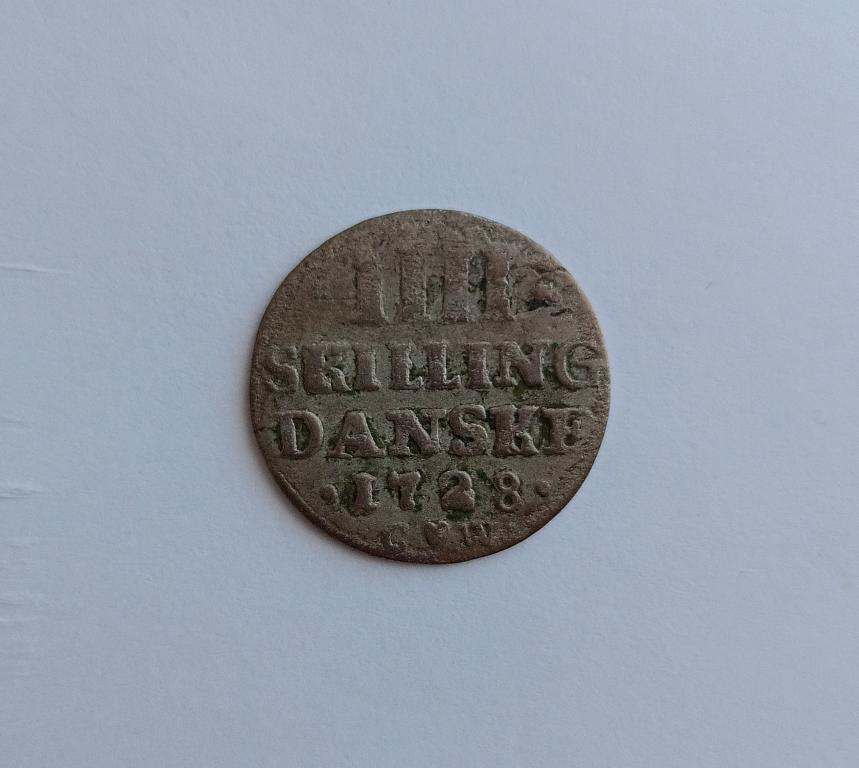 IIII
SKILLING
DANSKE
·1728·